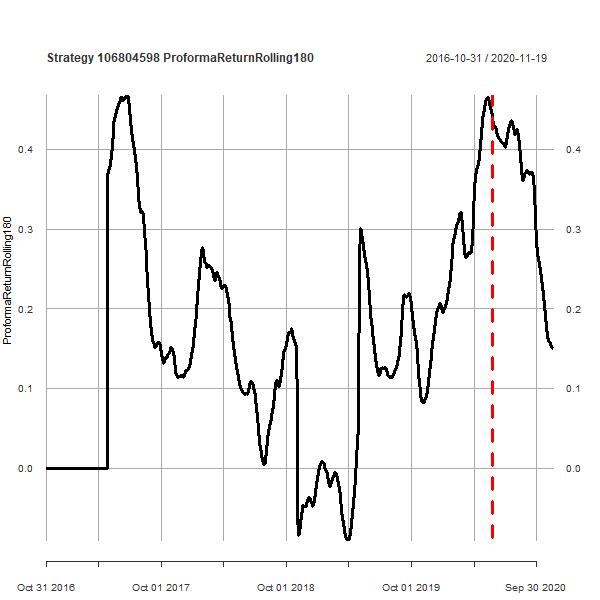 Strategy 106804598 ProformaReturnRolling180
2016-10-31 / 2020-11-19
ProformaReturnRolling180
0.4
0.3
0.2
0.1
0.0
0.4
0.3
0.2
0.1
0.0
Oct 31 2016
Oct 01 2017
Oct 01 2018
Oct 01 2019
Sep 30 2020